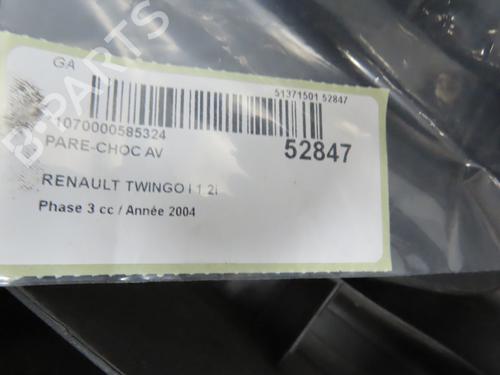 GA
51371501 52847
1070000585324
PARE-CHOC AV
52847
RENAULT TWINGO I 1.2i
Phase 3 cc / Année 2004
B-PARTS